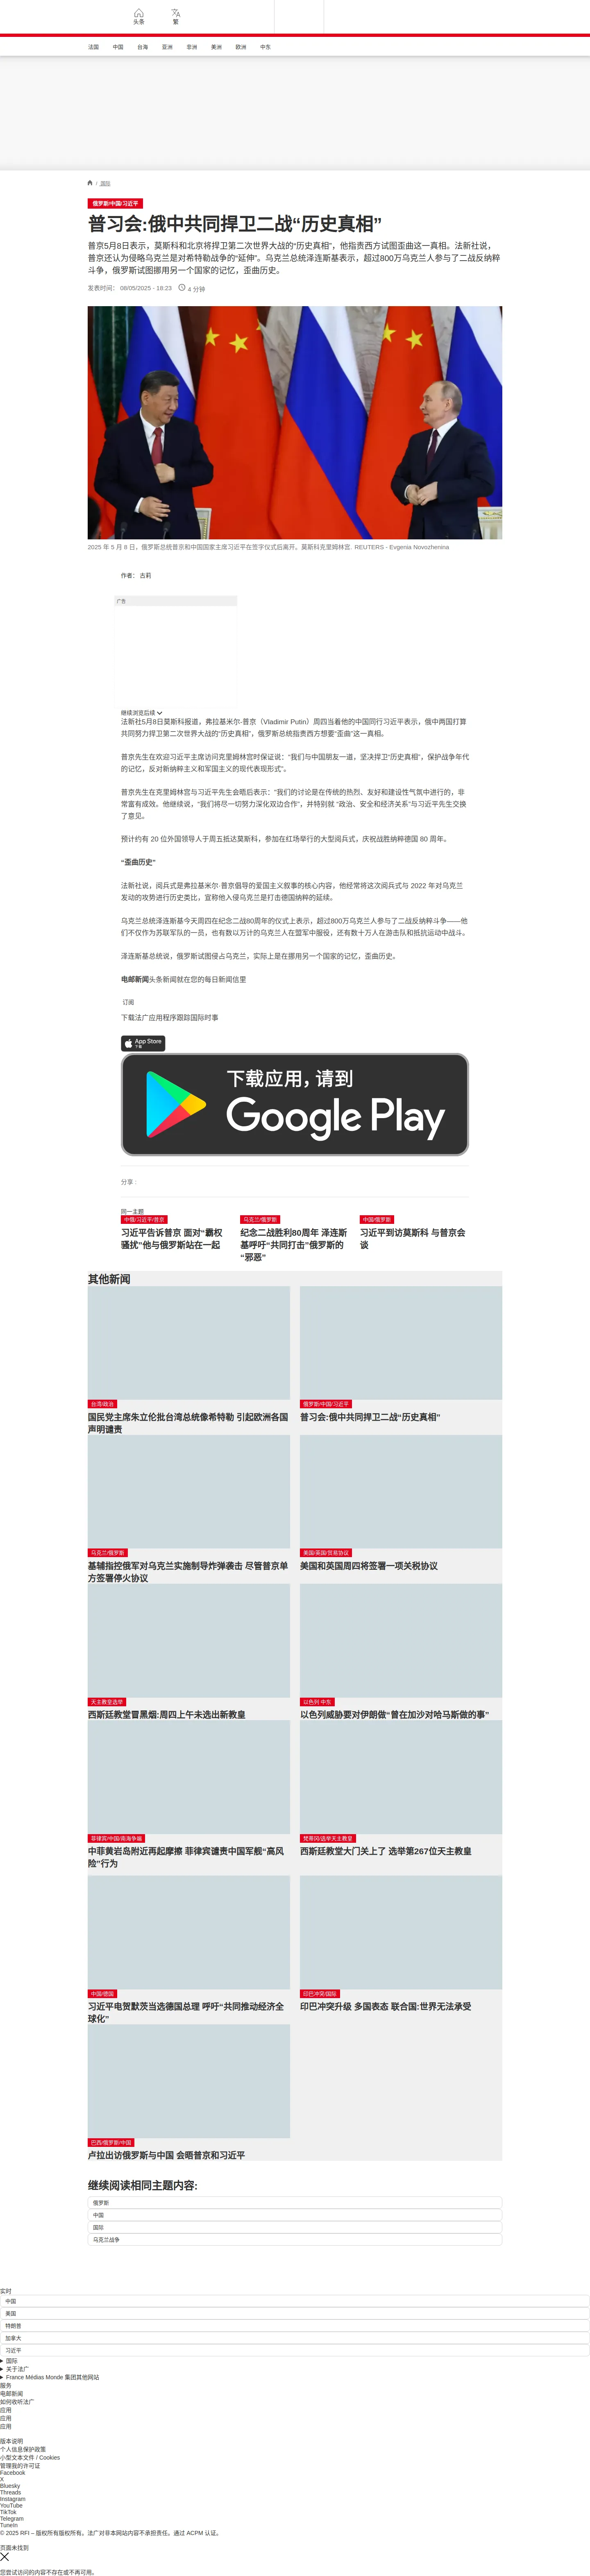 头条
繁
法国
中国
台海
亚洲
非洲
美洲
欧洲
中东
/ 国际
俄罗斯/中国/习近平
普习会:俄中共同捍卫二战“历史真相”
普京5月8日表示，莫斯科和北京将捍卫第二次世界大战的“历史真相”，他指责西方试图歪曲这一真相。法新社说，
普京还认为侵略乌克兰是对希特勒战争的“延伸”。乌克兰总统泽连斯基表示，超过800万乌克兰人参与了二战反纳粹
斗争，俄罗斯试图挪用另一个国家的记忆，歪曲历史。
发表时间： 08/05/2025 - 18:23
4 分钟
2025 年 5 月 8 日，俄罗斯总统普京和中国国家主席习近平在签字仪式后离开。莫斯科克里姆林宫. REUTERS - Evgenia Novozhenina
作者： 古莉
广告
继续浏览后续
法新社5月8日莫斯科报道，弗拉基米尔-普京（Vladimir Putin）周四当着他的中国同行习近平表示，俄中两国打算
共同努力捍卫第二次世界大战的“历史真相”，俄罗斯总统指责西方想要“歪曲”这一真相。
普京先生在欢迎习近平主席访问克里姆林宫时保证说：“我们与中国朋友一道，坚决捍卫“历史真相”，保护战争年代
的记忆，反对新纳粹主义和军国主义的现代表现形式”。
普京先生在克里姆林宫与习近平先生会晤后表示：“我们的讨论是在传统的热烈、友好和建设性气氛中进行的，非
常富有成效。他继续说，“我们将尽一切努力深化双边合作”，并特别就 “政治、安全和经济关系”与习近平先生交换
了意见。
预计约有 20 位外国领导人于周五抵达莫斯科，参加在红场举行的大型阅兵式，庆祝战胜纳粹德国 80 周年。
“歪曲历史”
法新社说，阅兵式是弗拉基米尔·普京倡导的爱国主义叙事的核心内容，他经常将这次阅兵式与 2022 年对乌克兰
发动的攻势进行历史类比，宣称他入侵乌克兰是打击德国纳粹的延续。
乌克兰总统泽连斯基今天周四在纪念二战80周年的仪式上表示，超过800万乌克兰人参与了二战反纳粹斗争——他
们不仅作为苏联军队的一员，也有数以万计的乌克兰人在盟军中服役，还有数十万人在游击队和抵抗运动中战斗。
泽连斯基总统说，俄罗斯试图侵占乌克兰，实际上是在挪用另一个国家的记忆，歪曲历史。
电邮新闻头条新闻就在您的每日新闻信里
订阅
下载法广应用程序跟踪国际时事
App Store
下载
下载应用，请到
Google Play
分享 :
同一主题
中俄/习近平/普京
习近平告诉普京 面对“霸权
骚扰”他与俄罗斯站在一起
乌克兰/俄罗斯
纪念二战胜利80周年 泽连斯
基呼吁“共同打击”俄罗斯的
“邪恶”
中国/俄罗斯
习近平到访莫斯科 与普京会
谈
其他新闻
台湾/政治
国民党主席朱立伦批台湾总统像希特勒 引起欧洲各国
声明谴责
俄罗斯/中国/习近平
普习会:俄中共同捍卫二战“历史真相”
乌克兰/俄罗斯
基辅指控俄军对乌克兰实施制导炸弹袭击 尽管普京单
方签署停火协议
美国/英国/贸易协议
美国和英国周四将签署一项关税协议
天主教皇选举
西斯廷教堂冒黑烟:周四上午未选出新教皇
以色列 中东
以色列威胁要对伊朗做“曾在加沙对哈马斯做的事”
菲律宾/中国/南海争端
中菲黄岩岛附近再起摩擦 菲律宾谴责中国军舰“高风
险”行为
梵蒂冈/选举天主教皇
西斯廷教堂大门关上了 选举第267位天主教皇
中国/德国
习近平电贺默茨当选德国总理 呼吁“共同推动经济全
球化”
印巴冲突/国际
印巴冲突升级 多国表态 联合国:世界无法承受
巴西/俄罗斯/中国
卢拉出访俄罗斯与中国 会晤普京和习近平
继续阅读相同主题内容:
俄罗斯
中国
国际
乌克兰战争
实时
中国
美国
特朗普
加拿大
习近平
国际
关于法广
France Médias Monde 集团其他网站
服务
电邮新闻
如何收听法广
应用
应用
应用
版本说明
个人信息保护政策
小型文本文件 / Cookies
管理我的许可证
Facebook
X
Bluesky
Threads
Instagram
YouTube
TikTok
Telegram
TuneIn
© 2025 RFI – 版权所有版权所有。法广对非本网站内容不承担责任。通过 ACPM 认证。
页面未找到
您尝试访问的内容不存在或不再可用。